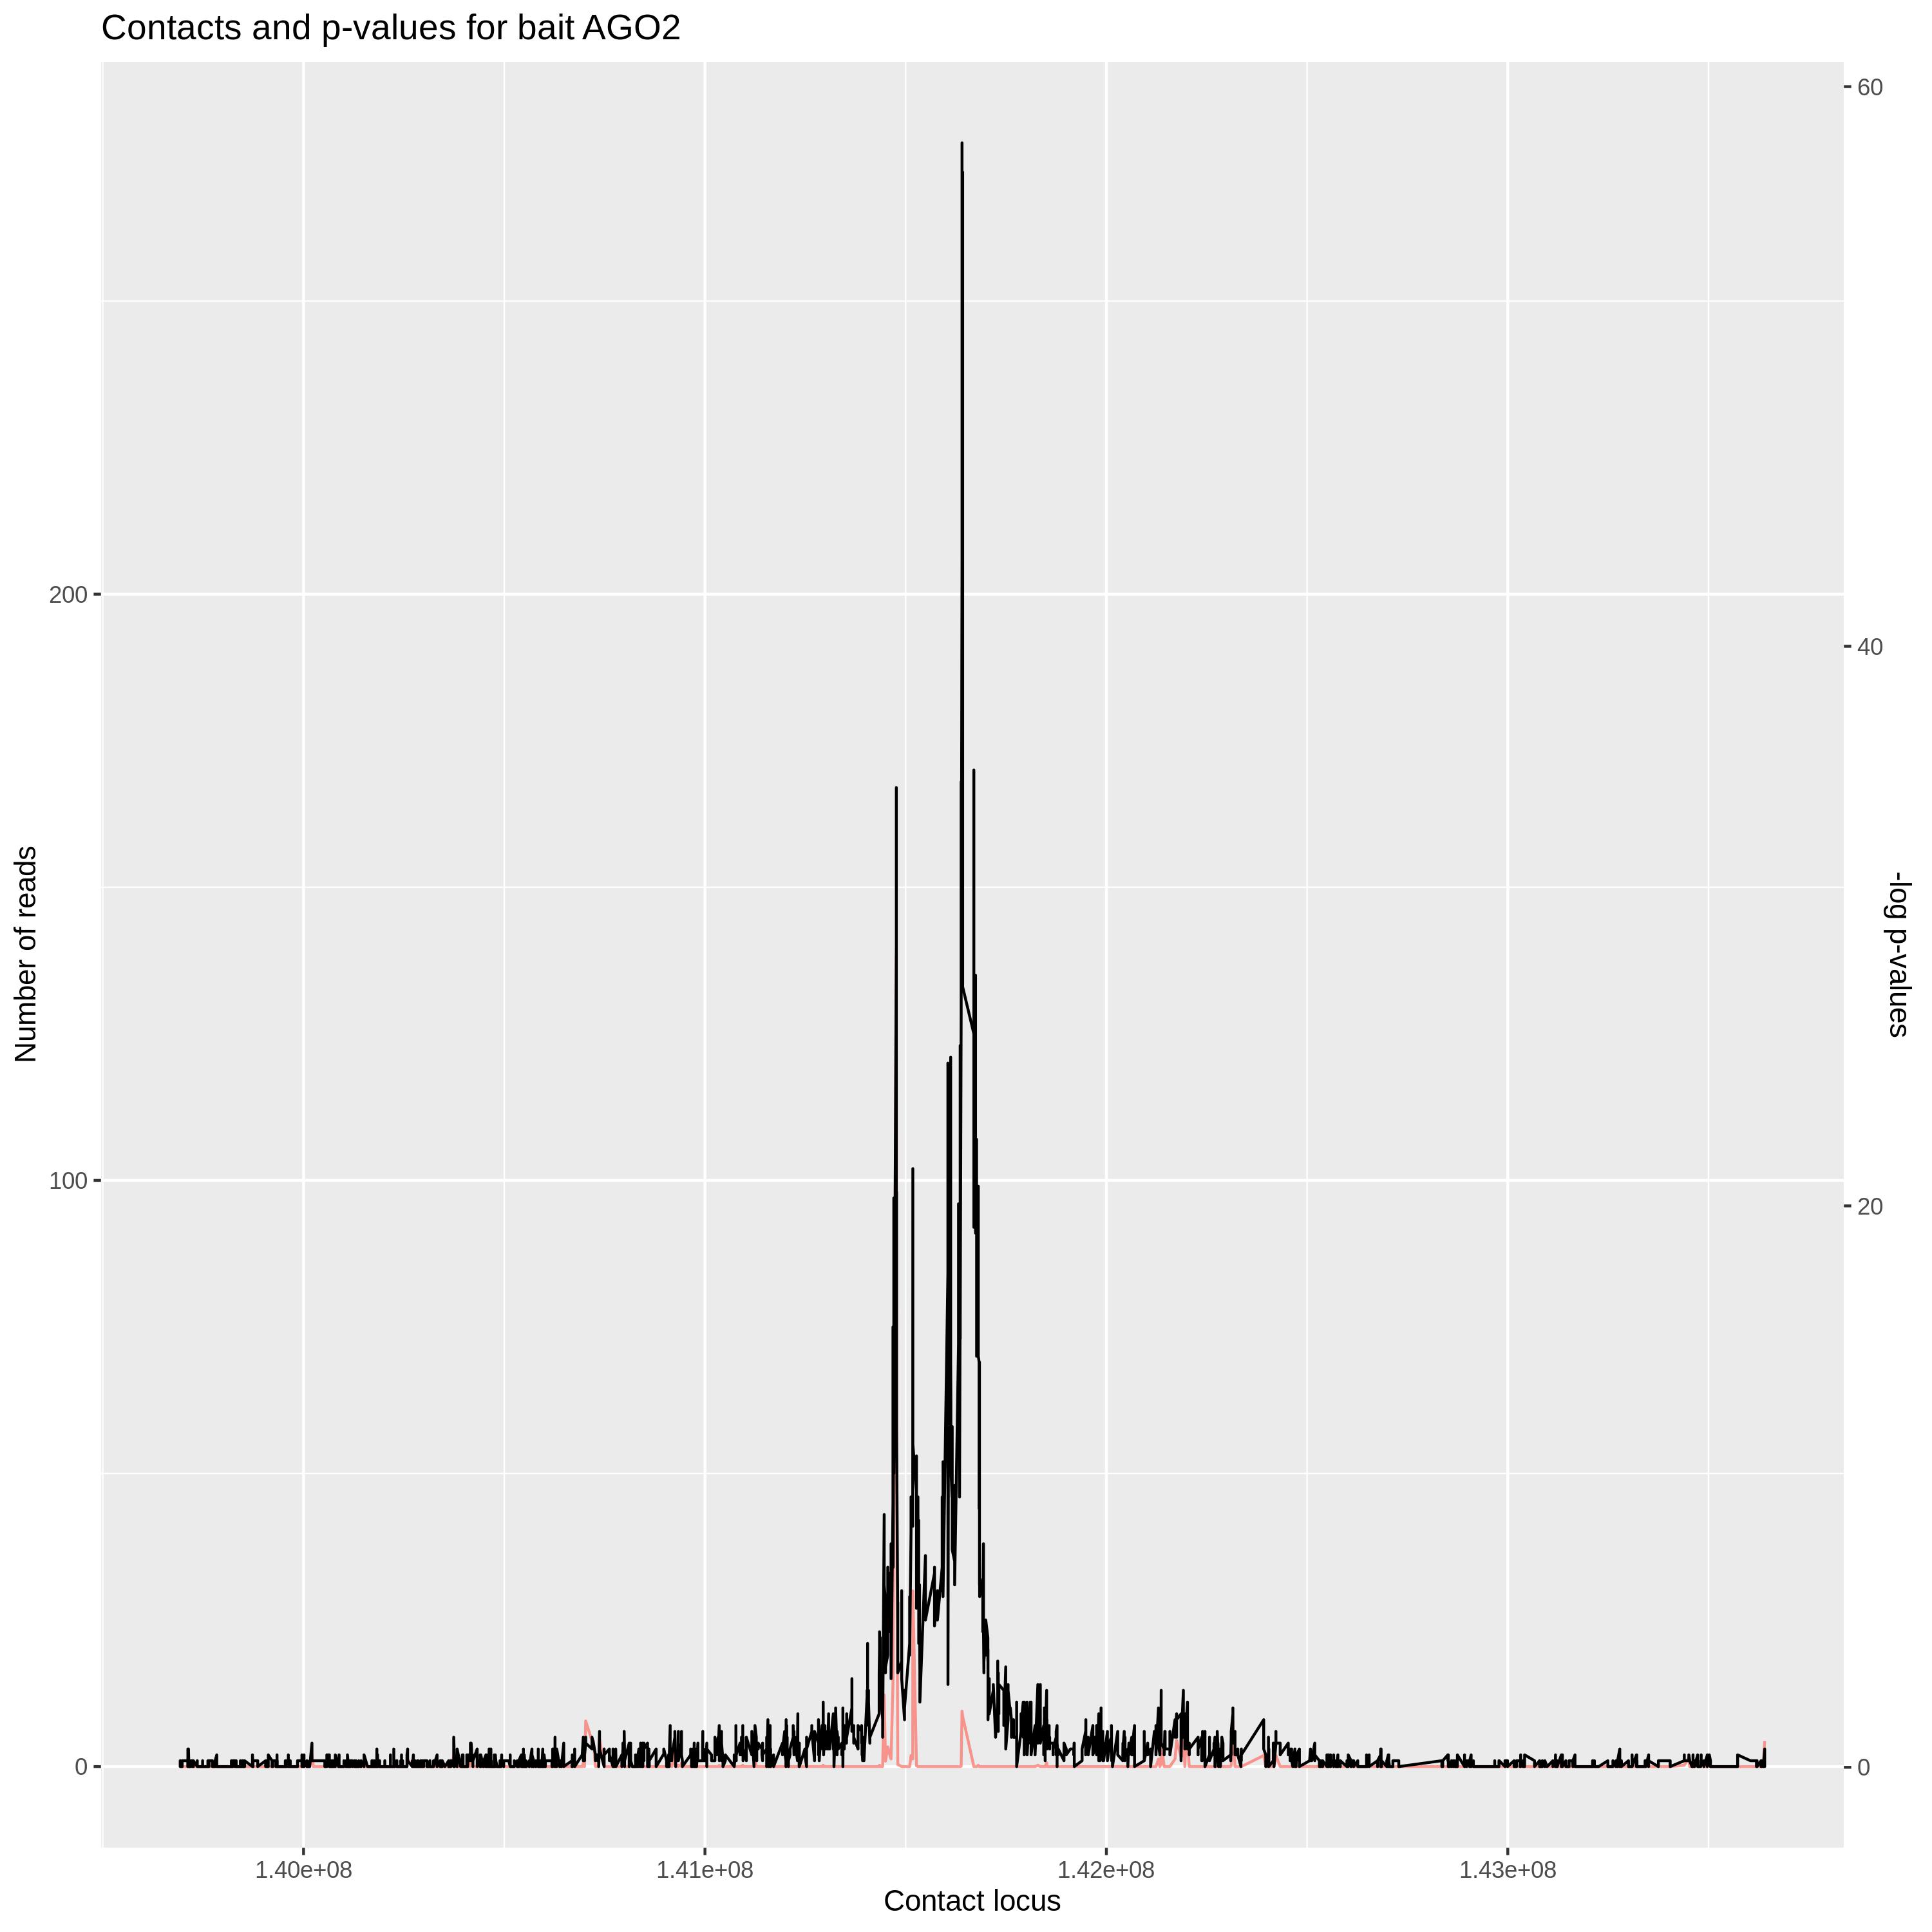 Contacts and p-values for bait AGO2
Number of reads
200
100
0
60
40
20
0
-log p-values
1.40e+08 1.41e+08 1.42e+08 1.43e+08
Contact locus